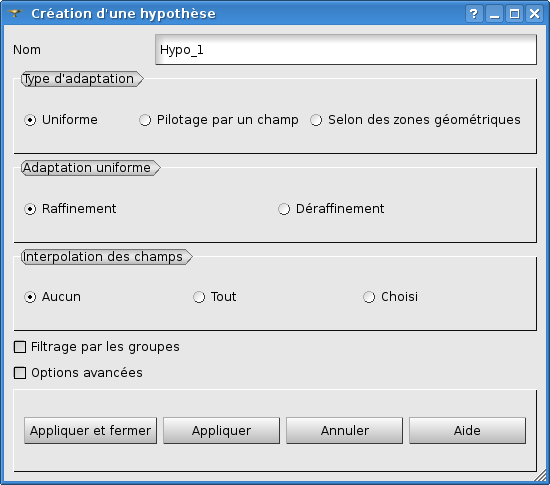 Création d'une hypothèse
Nom Hypo_1
Type d'adaptation
Uniforme Pilotage par un champ Selon des zones géométriques
Adaptation uniforme
Raffinement Déraffinement
Interpolation des champs
Aucun Tout Choisi
Filtrage par les groupes
Options avancées
Appliquer et fermer Appliquer Annuler Aide